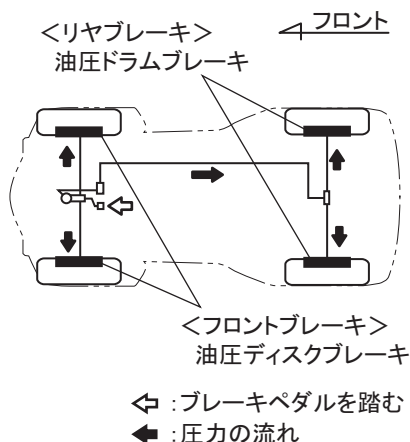 ＜リヤブレーキ＞
油圧ドラムブレーキ
フロント
＜フロントブレーキ＞
油圧ディスクブレーキ
：ブレーキペダルを踏む
：圧力の流れ